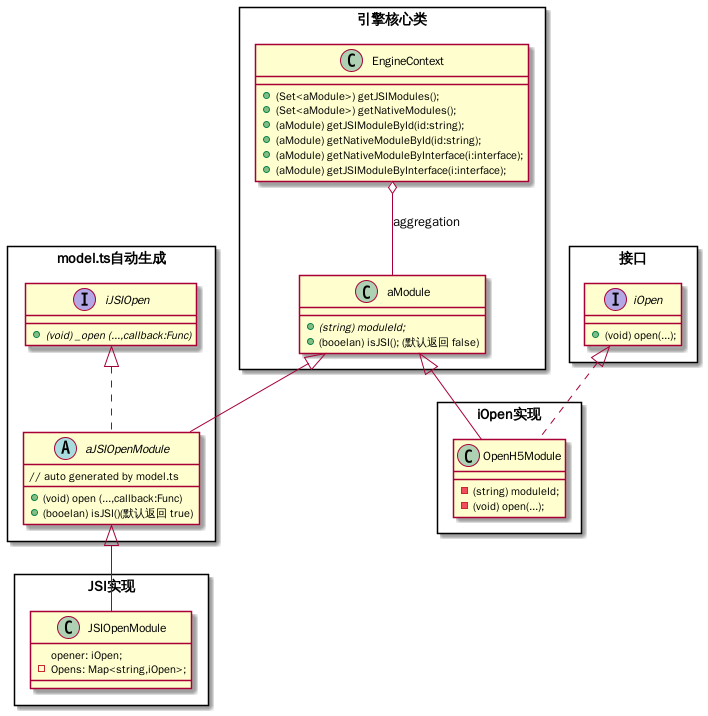 引擎核心类
C EngineContext
(Set<aModule>) getJSIModules();
(Set<aModule>) getNativeModules();
(aModule) getJSIModuleById(id:string);
(aModule) getNativeModuleById(id:string);
(aModule) getNativeModuleByInterface(i:interface);
(aModule) getJSIModuleByInterface(i:interface);
aggregation
C aModule
(string) moduleId;
(booelan) isJSI(); (默认返回 false)
model.ts自动生成
I iJSIOpen
(void) _open (...,callback:Func)
A aJSIOpenModule
// auto generated by model.ts
(void) open (...,callback:Func)
(booelan) isJSI()(默认返回 true)
接口
I iOpen
(void) open(...);
iOpen实现
C OpenH5Module
(string) moduleId;
(void) open(...);
JSI实现
C JSIOpenModule
opener: iOpen;
Opens: Map<string,iOpen>;